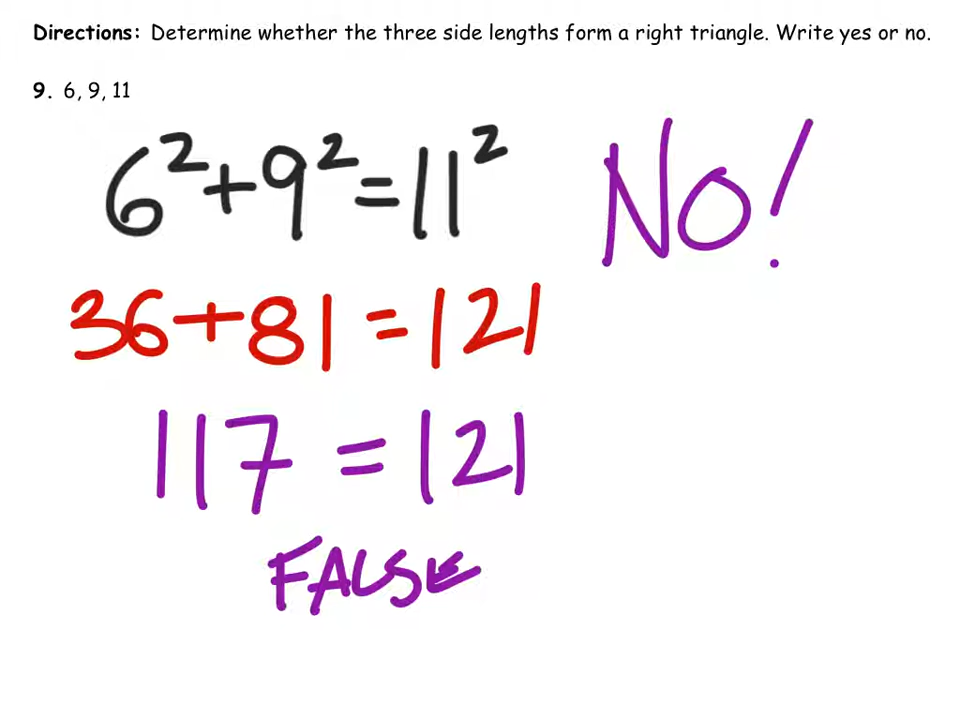 Directions: Determine whether the three side lengths form a right triangle. Write yes or no.
9. 6, 9, 11
6²+9²=11²
No!
36+81=121
117=121
FALSE